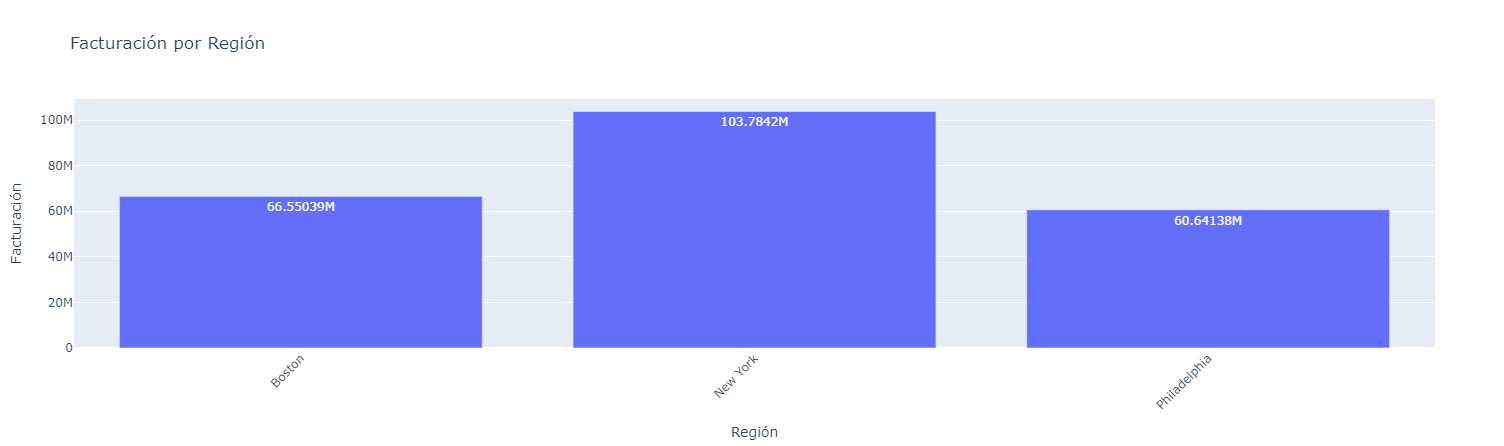 Facturación por Región
Facturación
100M
80M
60M
40M
20M
0
66.55039M
103.7842M
60.64138M
Boston
New York
Philadelphia
Región